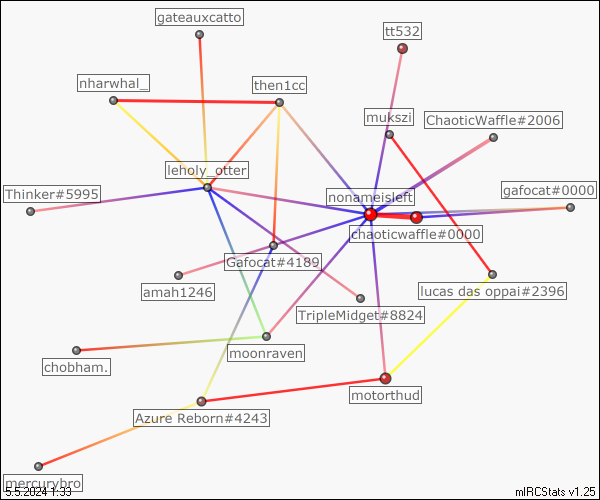 gateauxcatto
tt532
nharwhal_
then1cc
mukszi
ChaoticWaffle#2006
leholy_otter
Thinker#5995
nonameisleft
gafocat#0000
chaoticwaffle#0000
Gafocat#4189
amah1246
lucas das oppai#2396
TripleMidget#8824
moonraven
chobham.
motorthud
Azure Reborn#4243
mercurybro
5.5.2024 1:33
mIRCStats v1.25